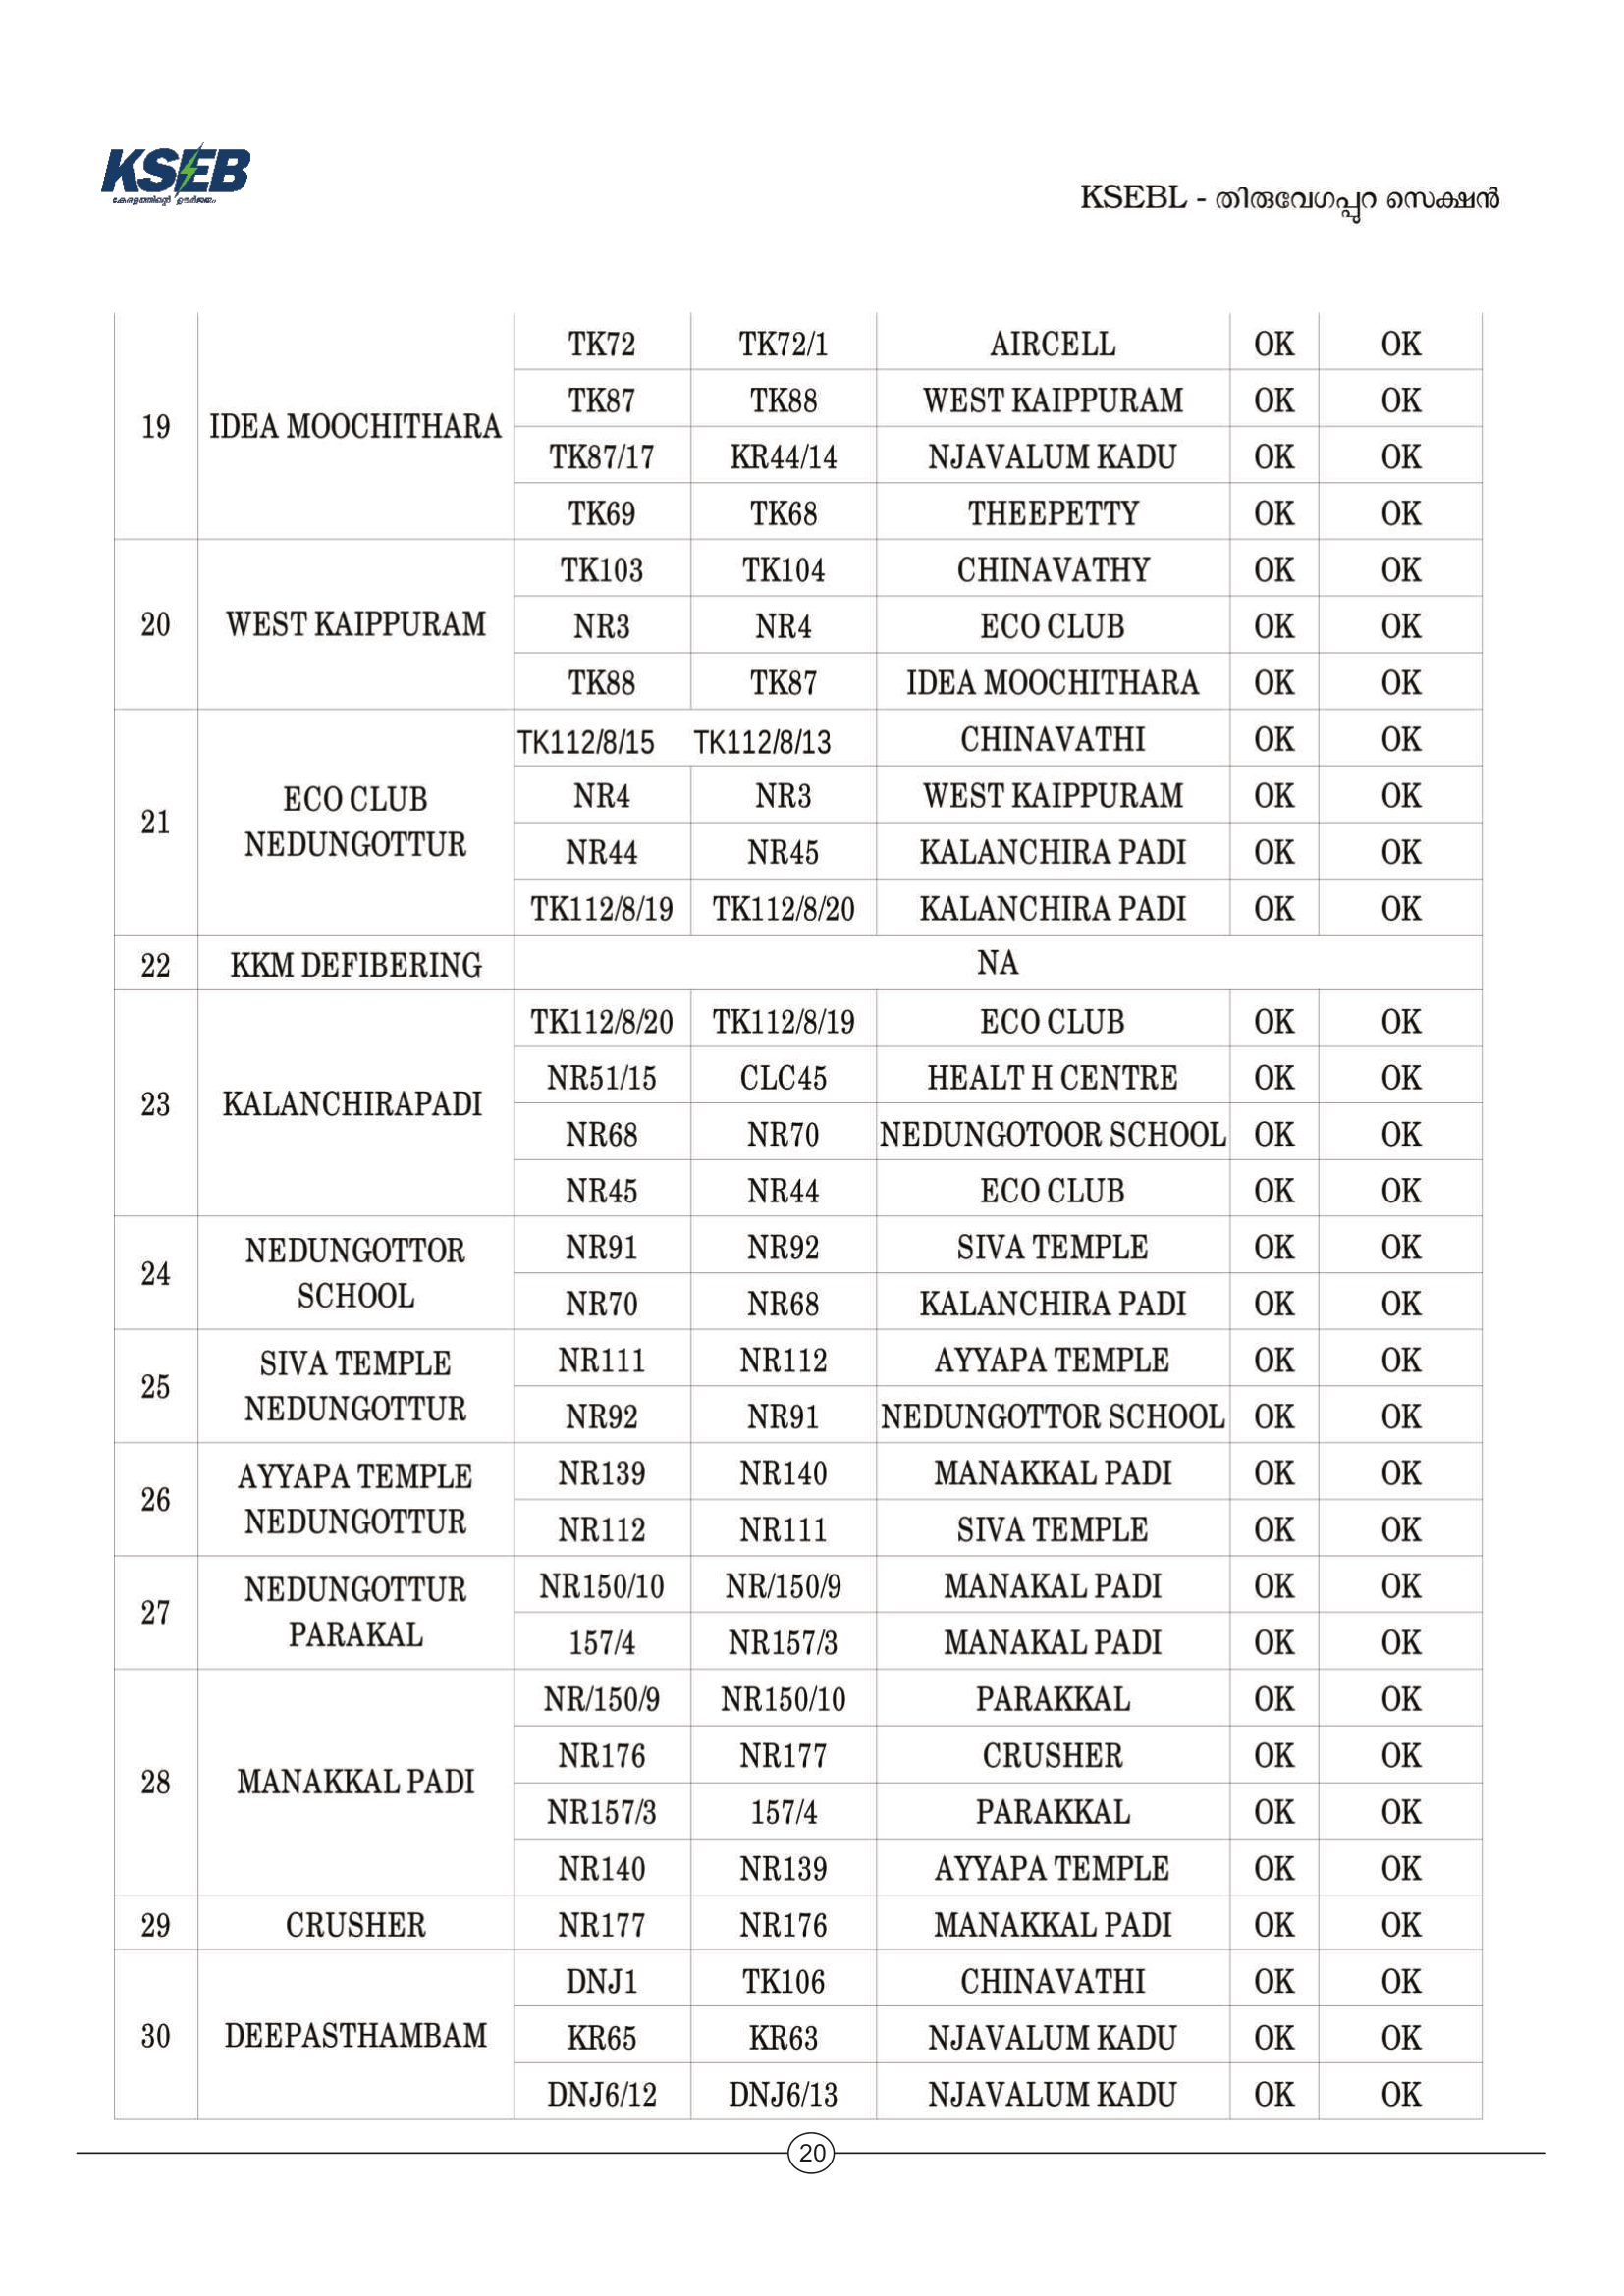 KSEB
കേരളത്തിന്റെ ഊർജ്ജം
KSEBL - തിരുവേഗപ്പുറ സെക്ഷൻ
19 IDEA MOOCHITHARA TK72 TK72/1 AIRCELL OK OK
TK87 TK88 WEST KAIPPURAM OK OK
TK87/17 KR44/14 NJAVALUM KADU OK OK
TK69 TK68 THEEPETTY OK OK
20 WEST KAIPPURAM TK103 TK104 CHINAVATHY OK OK
NR3 NR4 ECO CLUB OK OK
TK88 TK87 IDEA MOOCHITHARA OK OK
21 ECO CLUB
NEDUNGOTTUR
TK112/8/15 TK112/8/13 CHINAVATHI OK OK
NR4 NR3 WEST KAIPPURAM OK OK
NR44 NR45 KALANCHIRA PADI OK OK
TK112/8/19 TK112/8/20 KALANCHIRA PADI OK OK
22 KKM DEFIBERING NA
23 KALANCHIRAPADI TK112/8/20 TK112/8/19 ECO CLUB OK OK
NR51/15 CLC45 HEALT H CENTRE OK OK
NR68 NR70 NEDUNGOTOOR SCHOOL OK OK
NR45 NR44 ECO CLUB OK OK
24 NEDUNGOTTOR
SCHOOL
NR91 NR92 SIVA TEMPLE OK OK
NR70 NR68 KALANCHIRA PADI OK OK
25 SIVA TEMPLE
NEDUNGOTTUR
NR111 NR112 AYYAPA TEMPLE OK OK
NR92 NR91 NEDUNGOTTOR SCHOOL OK OK
26 AYYAPA TEMPLE
NEDUNGOTTUR
NR139 NR140 MANAKKAL PADI OK OK
NR112 NR111 SIVA TEMPLE OK OK
27 NEDUNGOTTUR
PARAKAL
NR150/10 NR/150/9 MANAKAL PADI OK OK
157/4 NR157/3 MANAKAL PADI OK OK
28 MANAKKAL PADI NR/150/9 NR150/10 PARAKKAL OK OK
NR176 NR177 CRUSHER OK OK
NR157/3 157/4 PARAKKAL OK OK
NR140 NR139 AYYAPA TEMPLE OK OK
29 CRUSHER NR177 NR176 MANAKKAL PADI OK OK
30 DEEPASTHAMBAM DNJ1 TK106 CHINAVATHI OK OK
KR65 KR63 NJAVALUM KADU OK OK
DNJ6/12 DNJ6/13 NJAVALUM KADU OK OK
20